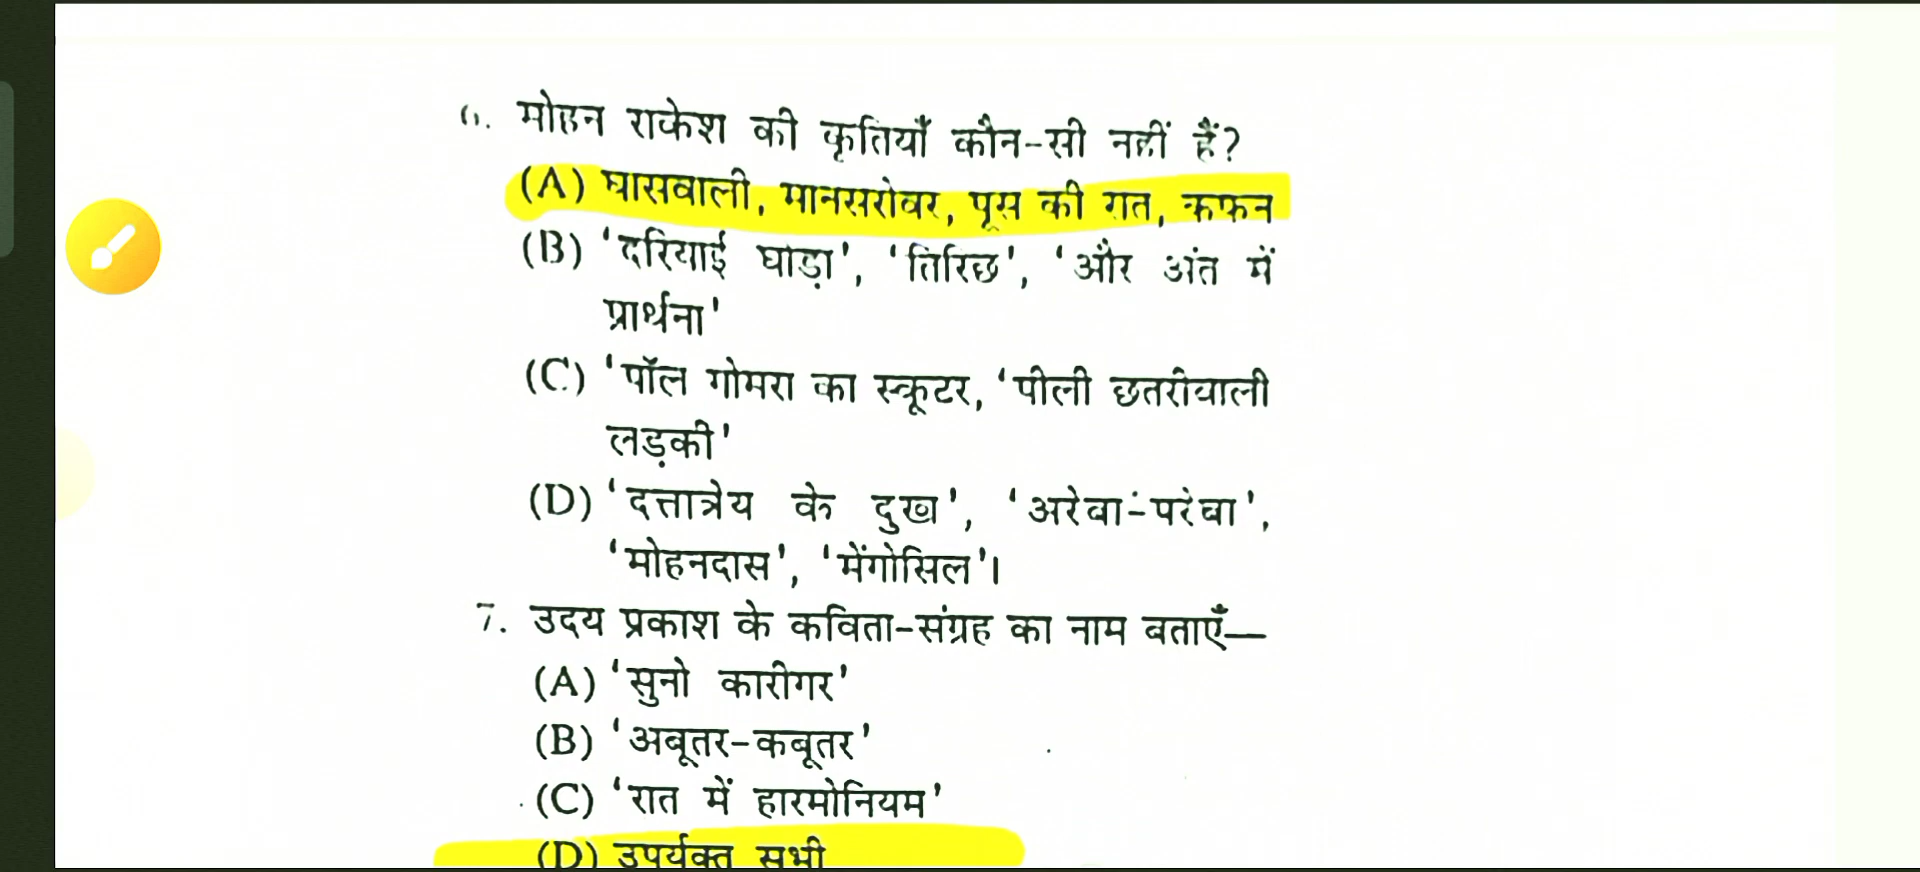 6. मोहन राकेश की कृतियाँ कौन-सी नहीं हैं?
(A) घासवाली, मानसरोवर, पूस की रात, कफन
(B) 'दरियाई घोड़ा', 'तिरिछ', 'और अंत में
प्रार्थना'
(C) 'पॉल गोमरा का स्कूटर, 'पीली छतरीवाली
लड़की'
(D) 'दत्तात्रेय के दुख', 'अरेबा-परेबा',
'मोहनदास', 'मेंगोसिल'।
7. उदय प्रकाश के कविता-संग्रह का नाम बताएँ—
(A) 'सुनो कारीगर'
(B) 'अबूतर-कबूतर'
(C) 'रात में हारमोनियम'
(D) उपर्यक्त सभी